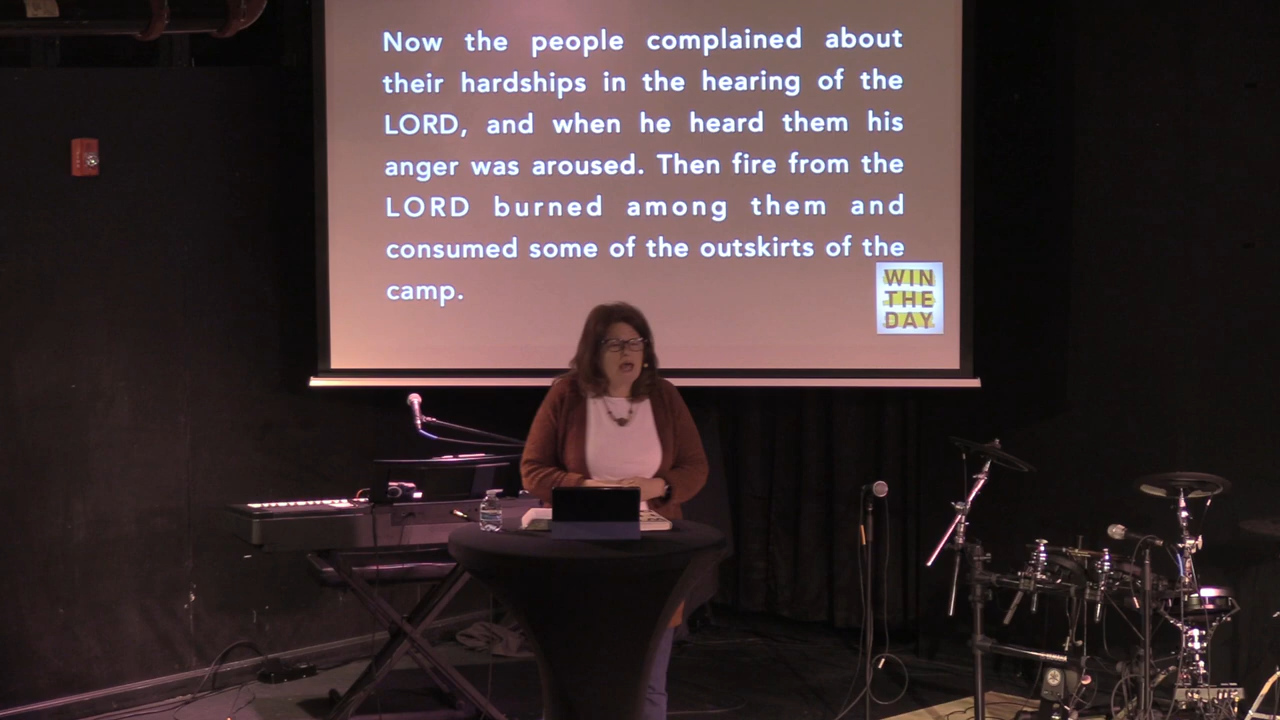 Now the people complained about
their hardships in the hearing of the
LORD, and when he heard them his
anger was aroused. Then fire from the
LORD burned among them and
consumed some of the outskirts of the
camp.
WIN
THE
DAY